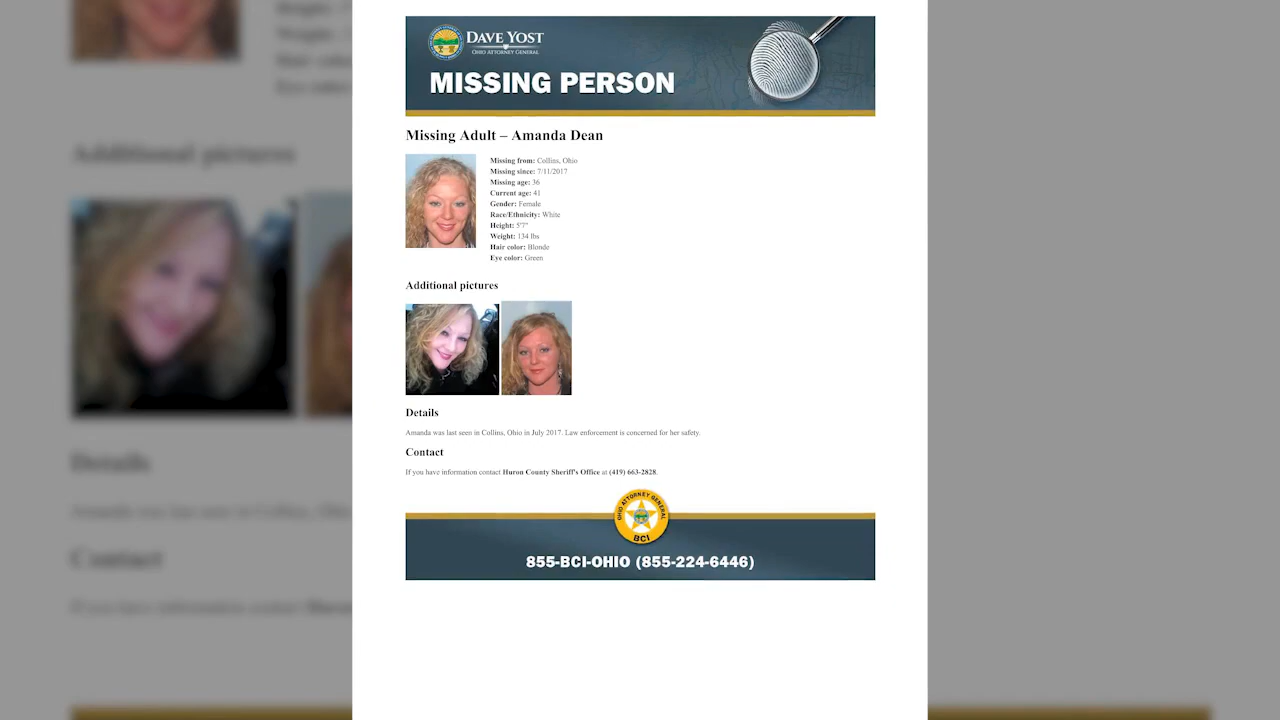 DAVE YOST
OHIO ATTORNEY GENERAL
MISSING PERSON
Missing Adult – Amanda Dean
Missing from: Collins, Ohio
Missing since: 7/11/2017
Missing age: 36
Current age: 41
Gender: Female
Race/Ethnicity: White
Height: 5'7"
Weight: 134 lbs
Hair color: Blonde
Eye color: Green
Additional pictures
Details
Amanda was last seen in Collins, Ohio in July 2017. Law enforcement is concerned for her safety.
Contact
If you have information contact Huron County Sheriff's Office at (419) 663-2828.
OHIO ATTORNEY GENERAL
BCI
855-BCI-OHIO (855-224-6446)
Additional pictures
Details
Contact